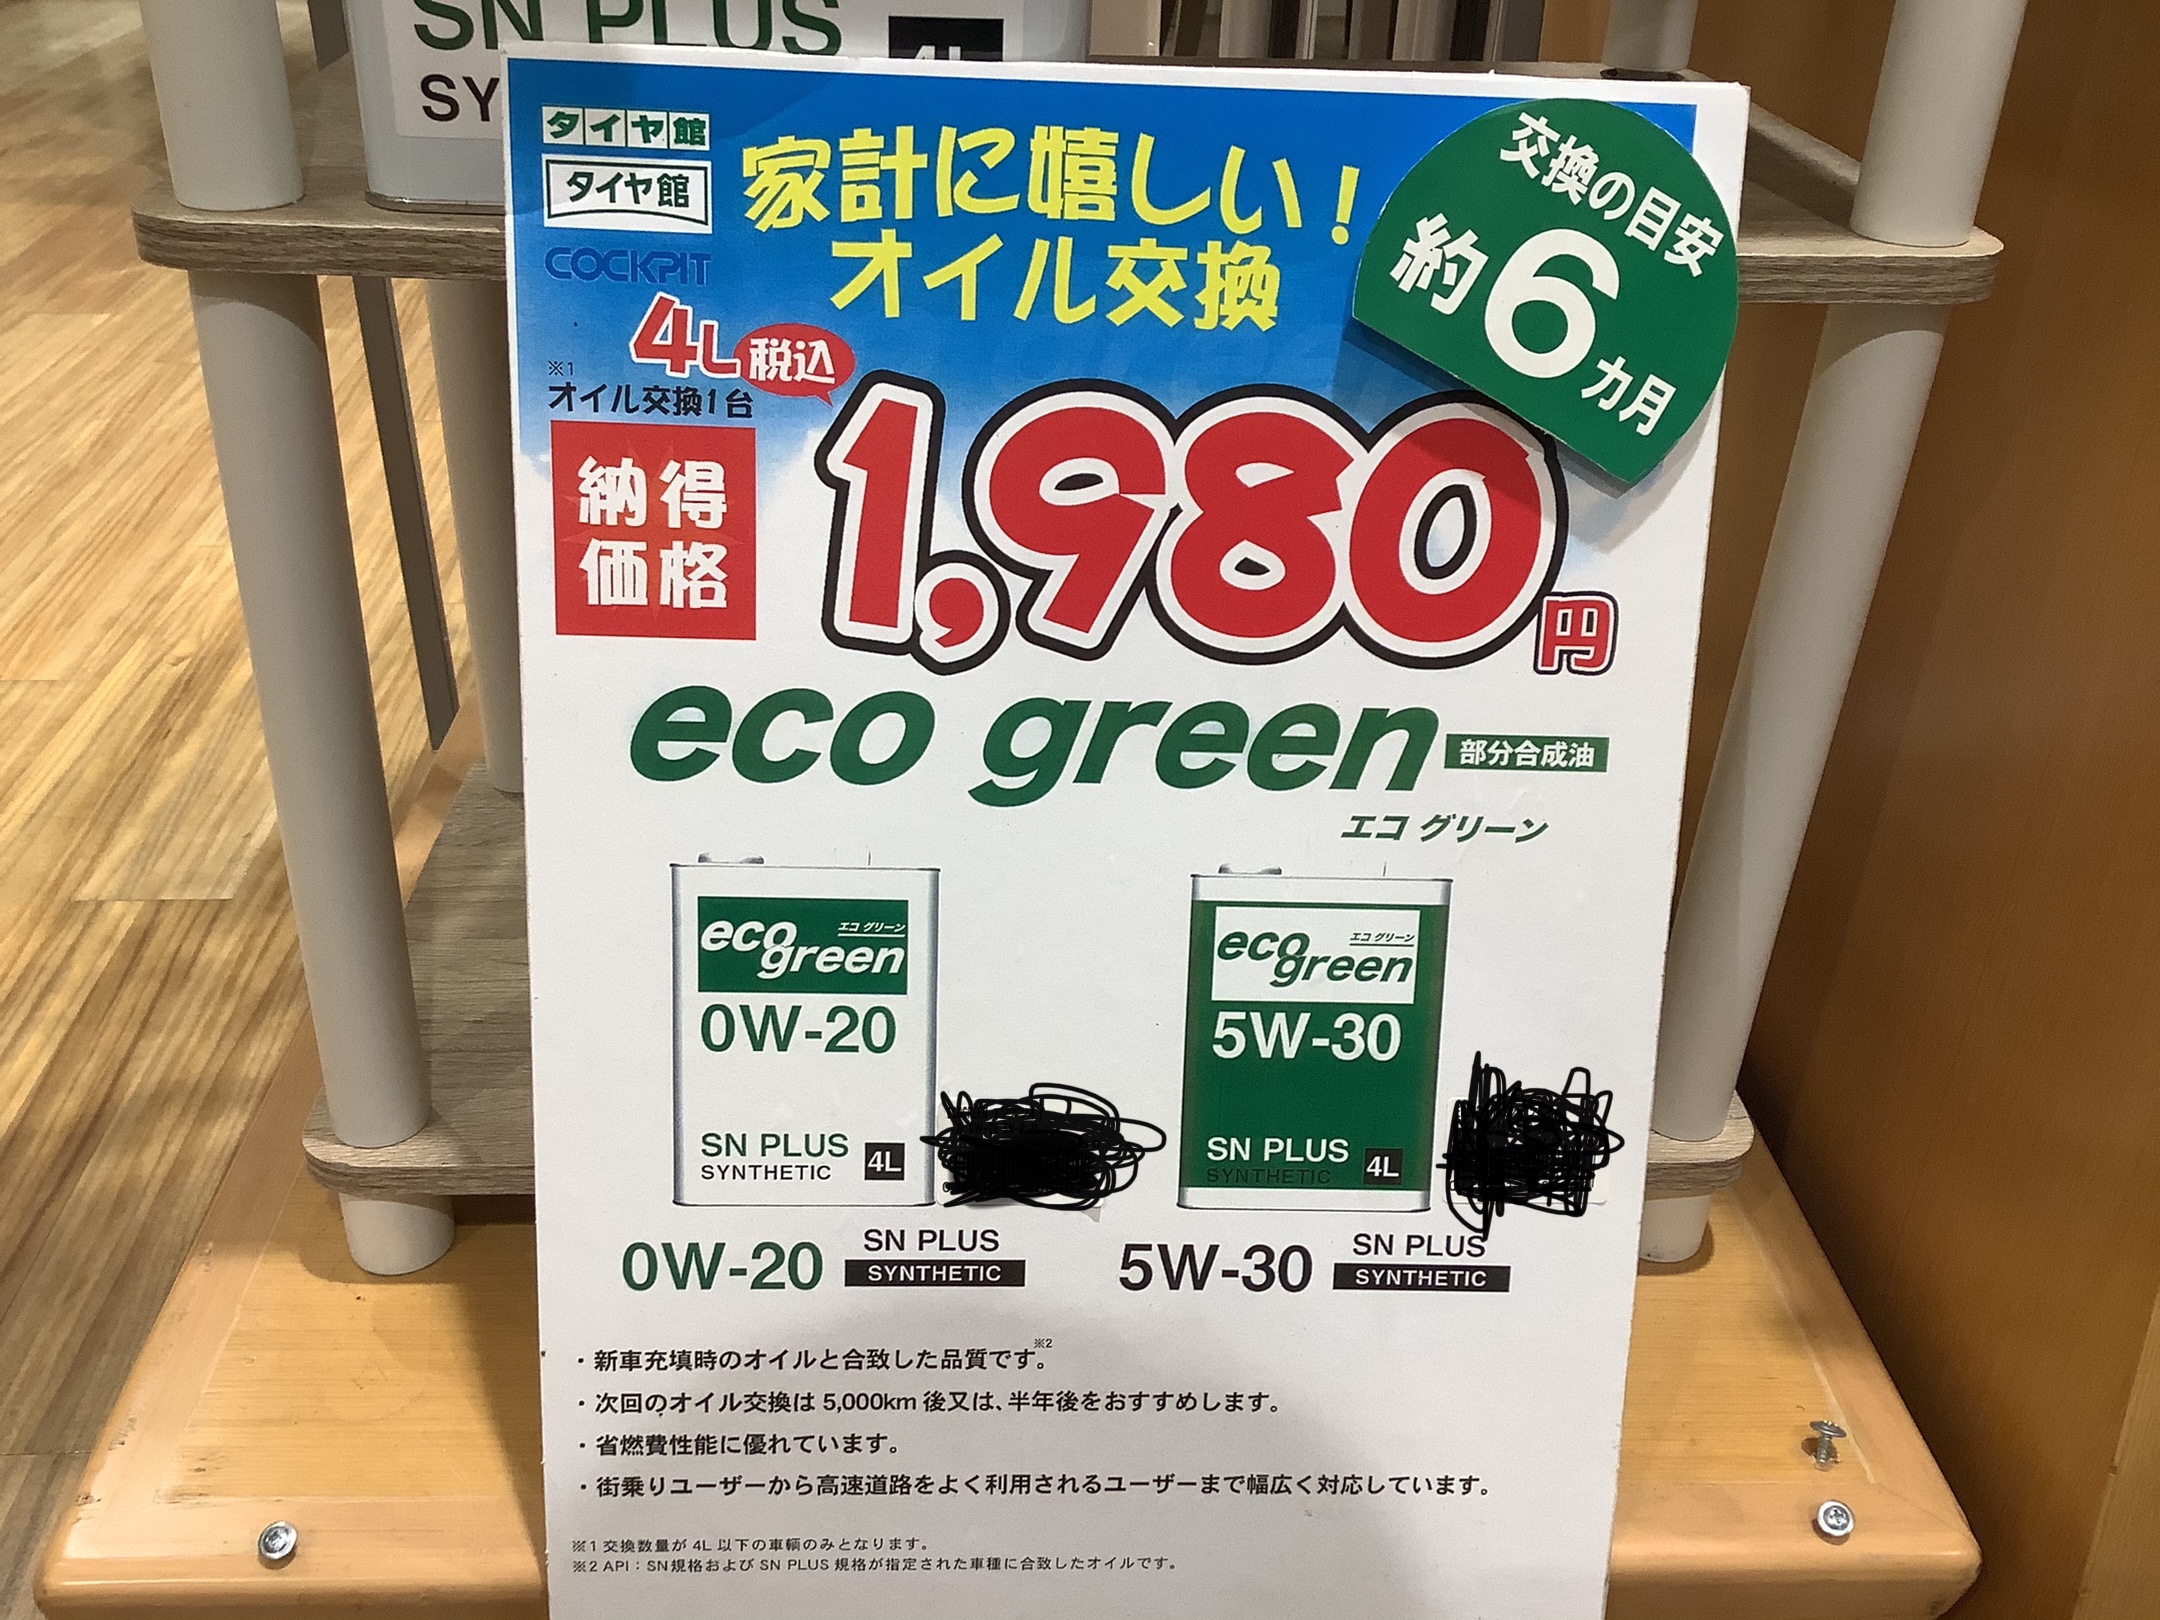 SN PLUS
4L
SY
タイヤ館
タイヤ館
COCKPIT
家計に嬉しい!
オイル交換
交換の目安
約6カ月
4L 税込
※1
オイル交換1台
納得
価格
1,980円
eco green 部分合成油
エコ グリーン
eco green エコ グリーン
0W-20
SN PLUS
SYNTHETIC
4L
eco green エコ グリーン
5W-30
SN PLUS
SYNTHETIC
4L
0W-20 SN PLUS
SYNTHETIC
5W-30 SN PLUS
SYNTHETIC
・新車充填時のオイルと合致した品質です。※2
・次回のオイル交換は 5,000km 後又は、半年後をおすすめします。
・省燃費性能に優れています。
・街乗りユーザーから高速道路をよく利用されるユーザーまで幅広く対応しています。
※1 交換数量が 4L 以下の車輌のみとなります。
※2 API:SN規格および SN PLUS 規格が指定された車種に合致したオイルです。